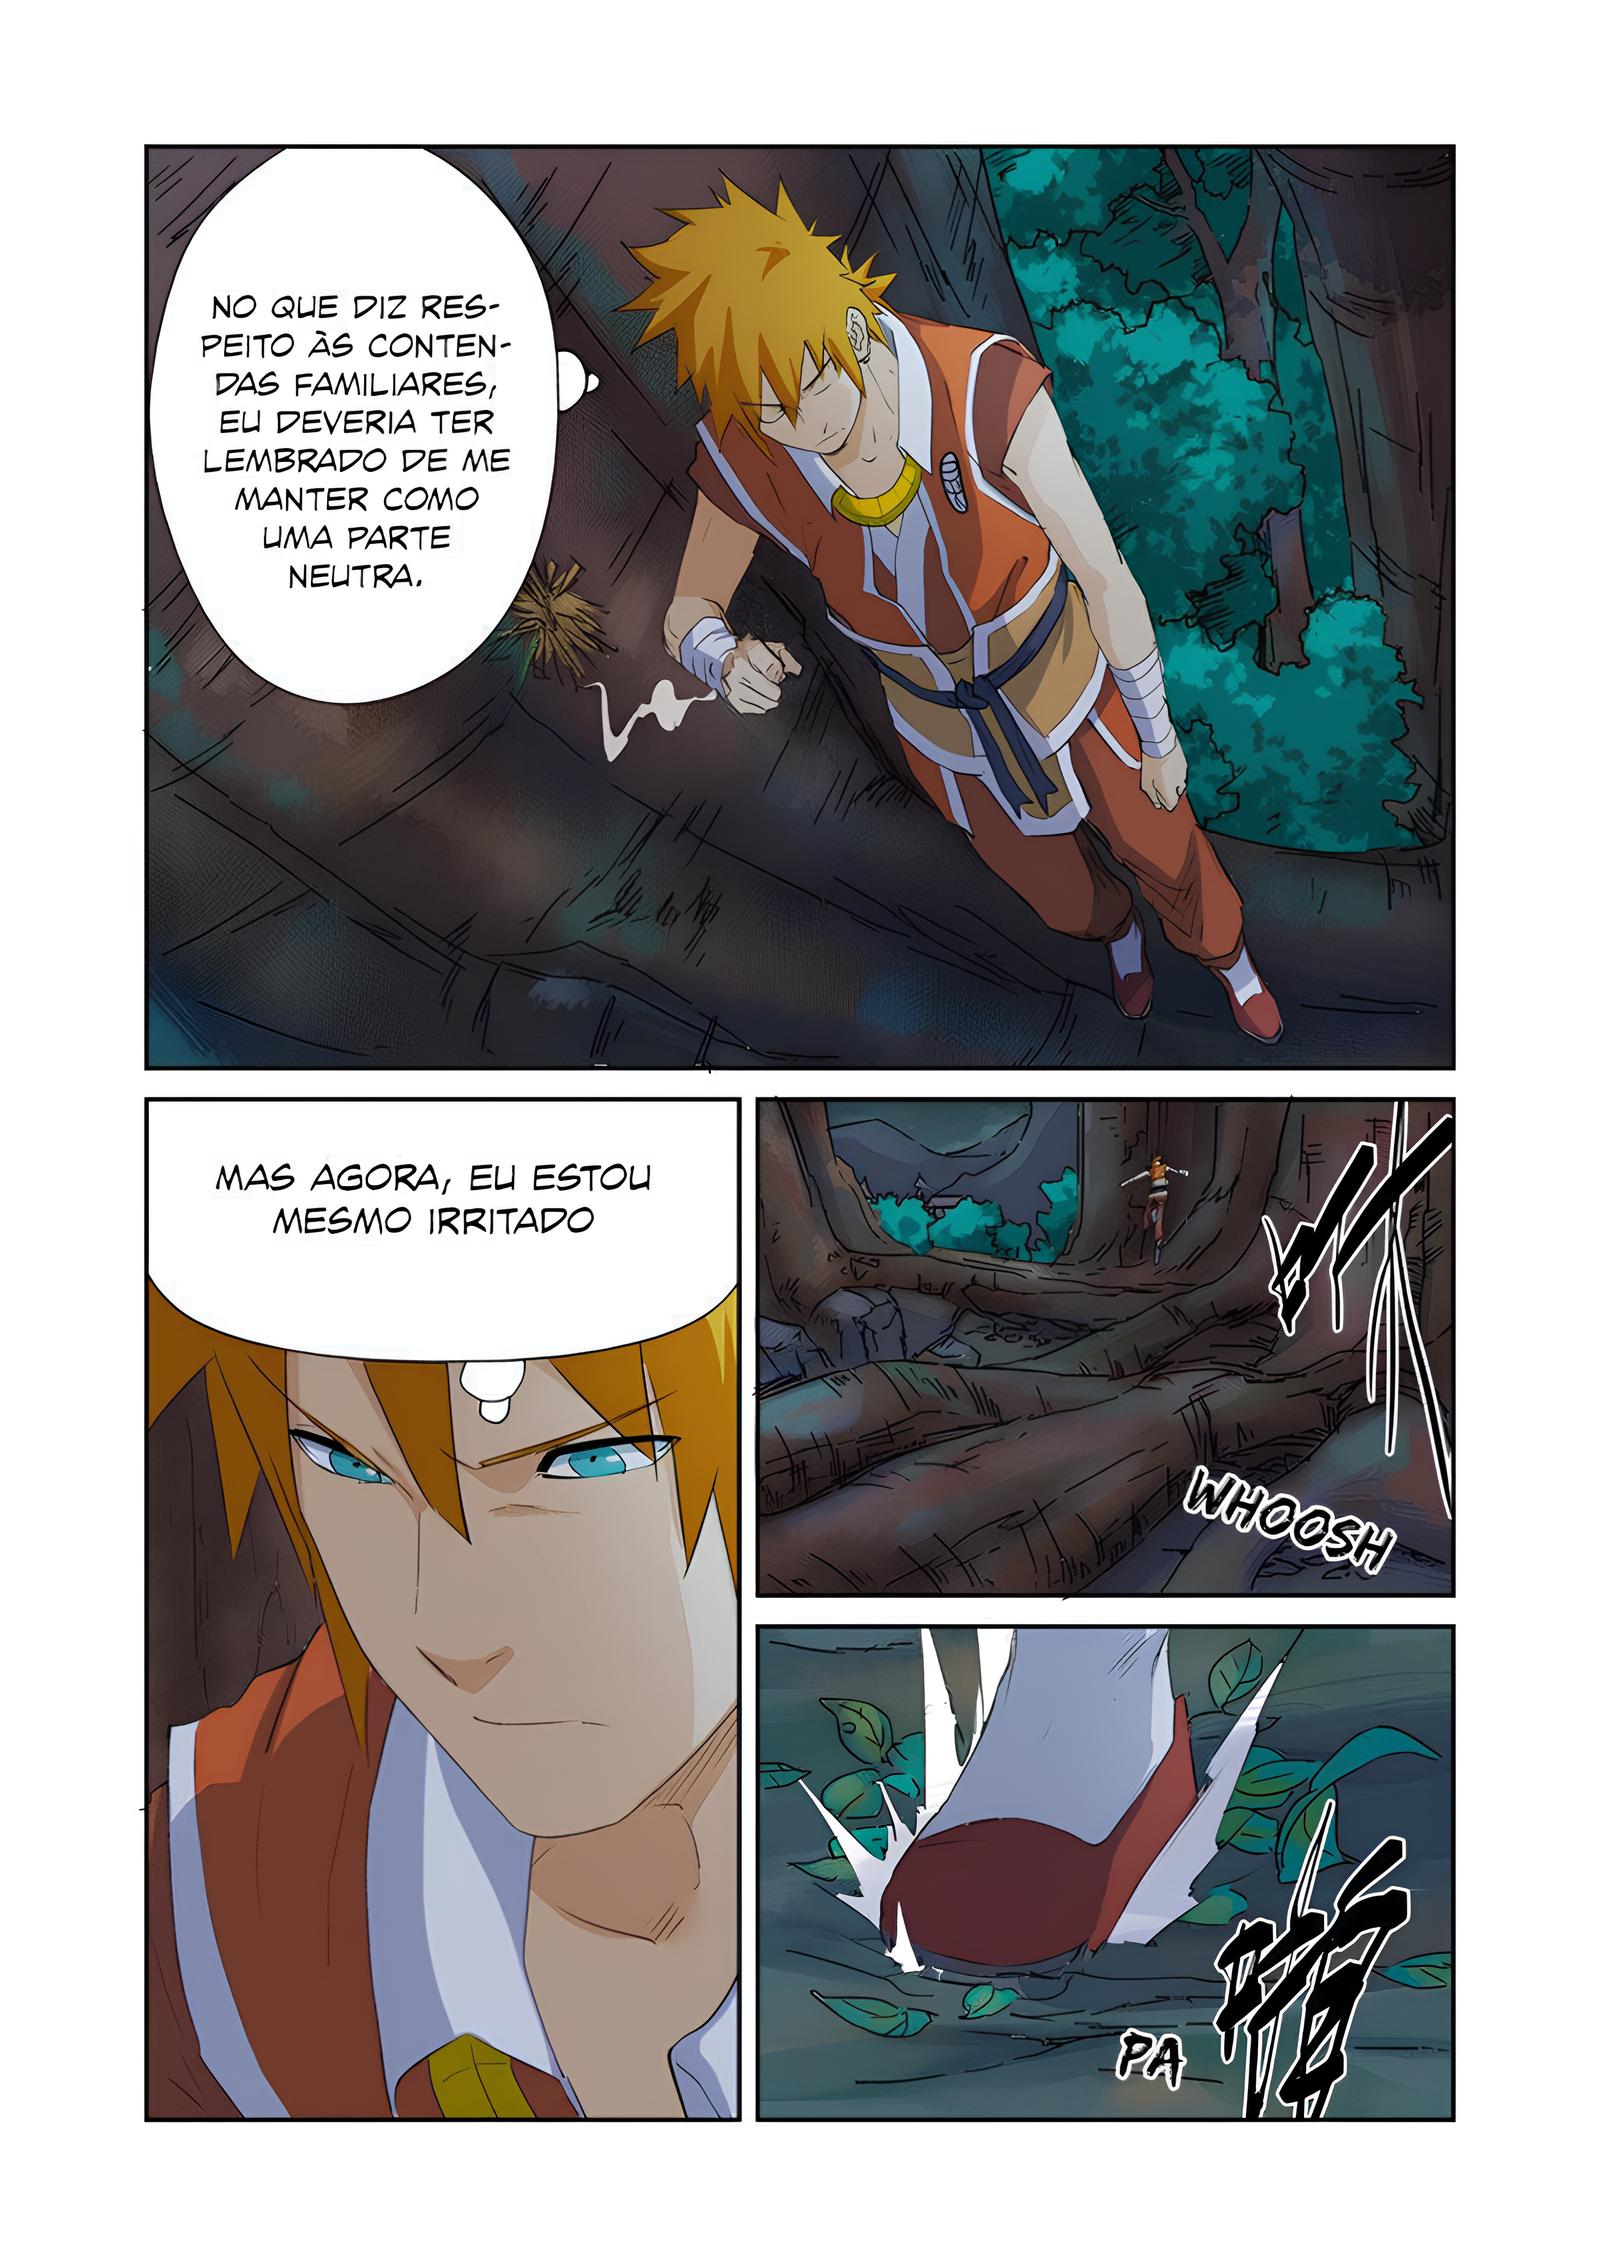 NO QUE DIZ RES-
PEITO ÀS CONTEN-
DAS FAMILIARES,
EU DEVERIA TER
LEMBRADO DE ME
MANTER COMO
UMA PARTE
NEUTRA.
MAS AGORA, EU ESTOU
MESMO IRRITADO
WHOOSH
PA